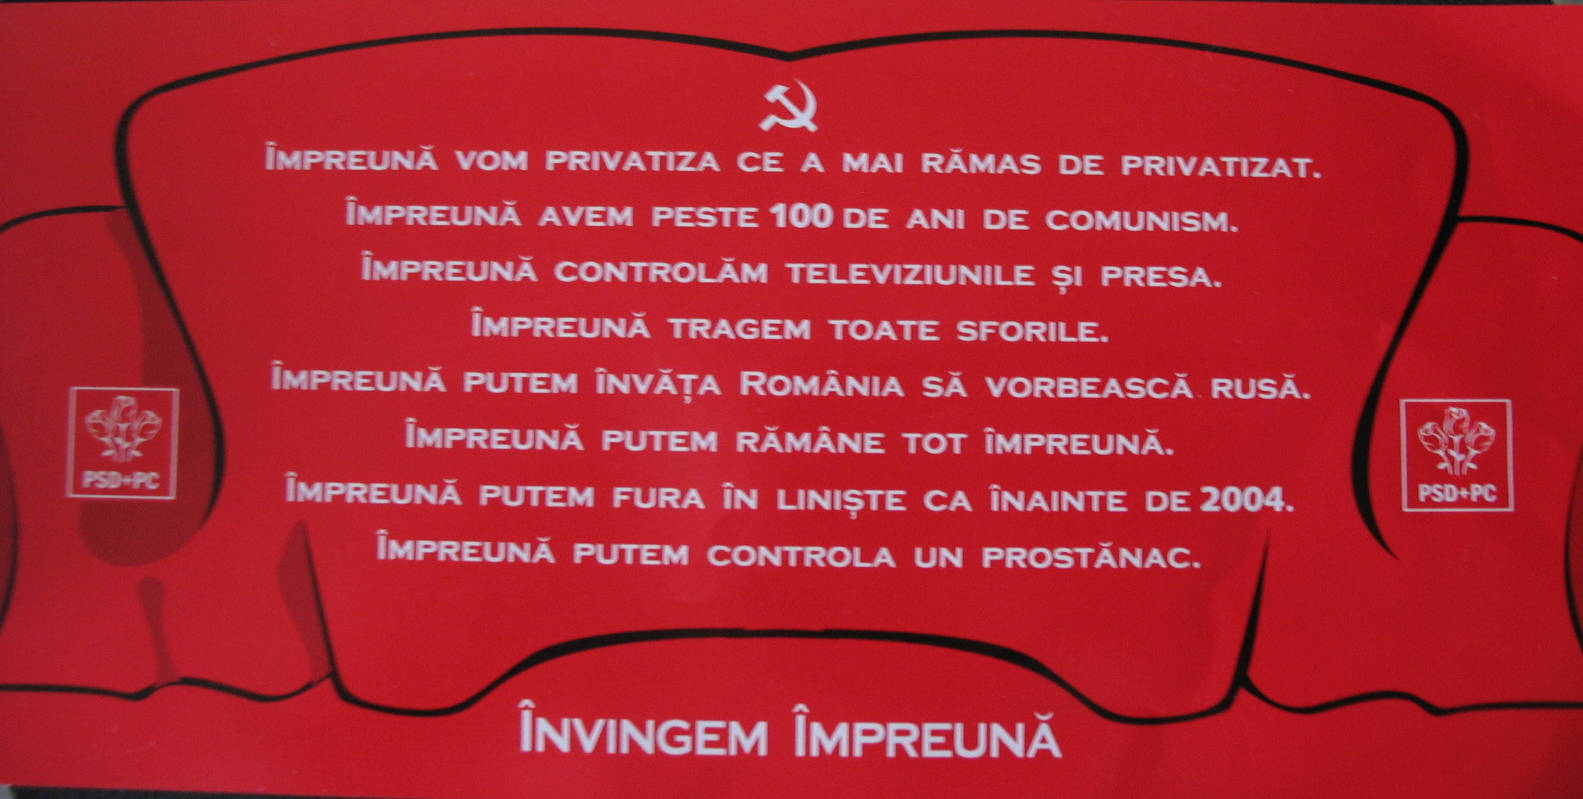 ÎMPREUNĂ VOM PRIVATIZA CE A MAI RĂMAS DE PRIVATIZAT.
ÎMPREUNĂ AVEM PESTE 100 DE ANI DE COMUNISM.
ÎMPREUNĂ CONTROLĂM TELEVIZIUNILE ȘI PRESA.
ÎMPREUNĂ TRAGEM TOATE SFORILE.
ÎMPREUNĂ PUTEM ÎNVĂȚA ROMÂNIA SĂ VORBEASCĂ RUSĂ.
ÎMPREUNĂ PUTEM RĂMÂNE TOT ÎMPREUNĂ.
ÎMPREUNĂ PUTEM FURA ÎN LINIȘTE CA ÎNAINTE DE 2004.
ÎMPREUNĂ PUTEM CONTROLA UN PROSTĂNAC.
PSD+PC
PSD+PC
ÎNVINGEM ÎMPREUNĂ